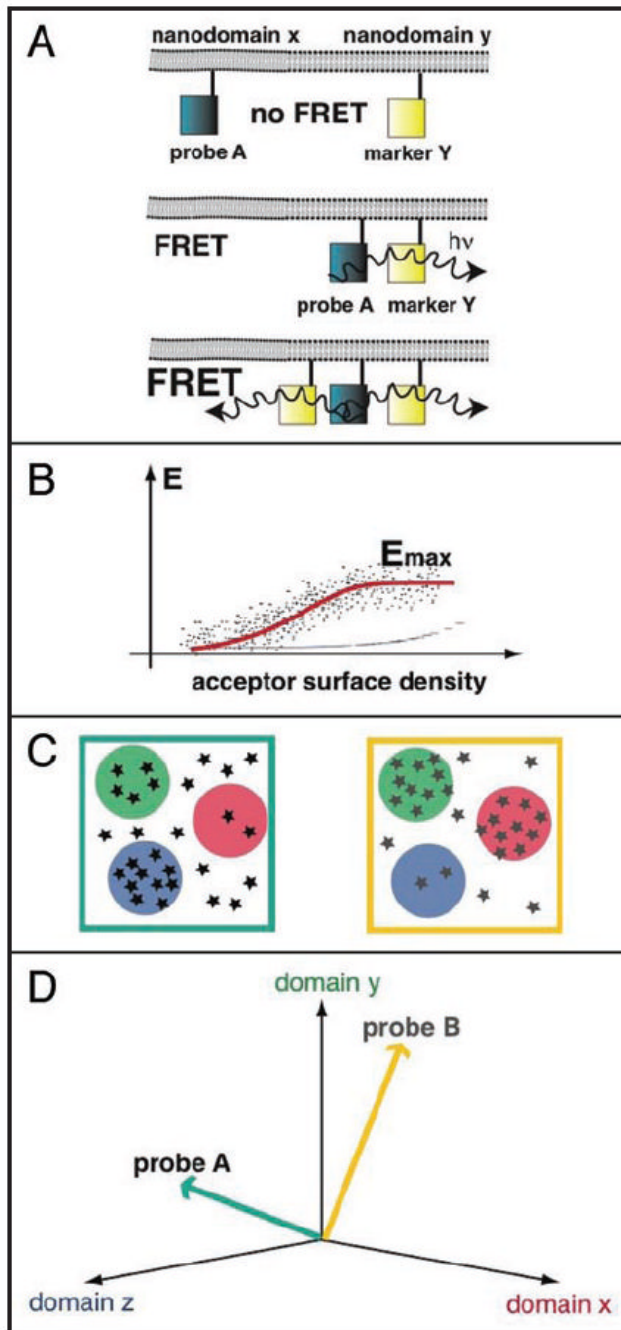 A
nanodomain x nanodomain y
no FRET
probe A marker Y
FRET hν
probe A marker Y
FRET
B
E
Emax
acceptor surface density
C
D
domain y
probe B
probe A
domain z domain x